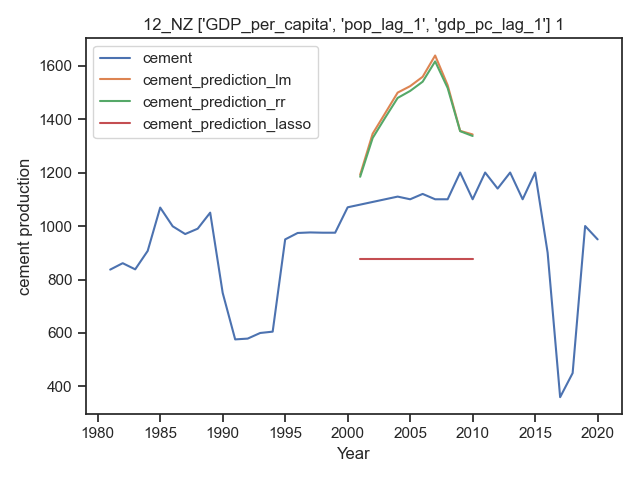 12_NZ ['GDP_per_capita', 'pop_lag_1', 'gdp_pc_lag_1'] 1
cement
cement_prediction_lm
cement_prediction_rr
cement_prediction_lasso
cement production
1600
1400
1200
1000
800
600
400
1980 1985 1990 1995 2000 2005 2010 2015 2020
Year